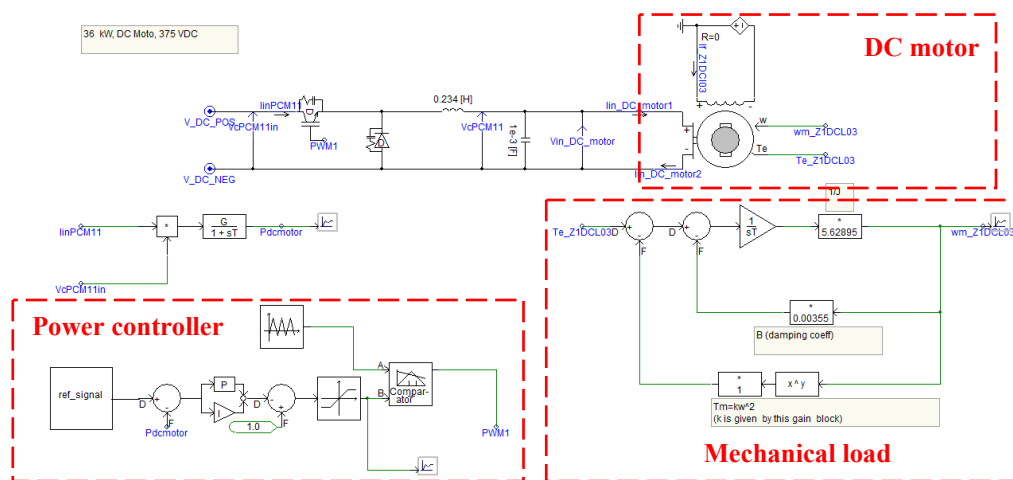 36 kW, DC Moto, 375 VDC
R=0
DC motor
If_Z1DCl03
+
-
0.234 [H]
IinPCM11
Iin_DC_motor1
V_DC_POS
VcPCM11in
D
PWM1
D
VcPCM11
1e-3 [F]
Vin_DC_motor
+
-
w
wm_Z1DCL03
Te
Te_Z1DCL03
V_DC_NEG
Iin_DC_motor2
1/J
IinPCM11
*
G
1 + sT
Pdcmotor
Te_Z1DCL03
D
+
-
F
D
+
-
F
1
sT
*
5.62895
wm_Z1DCL03
VcPCM11in
*
0.00355
B (damping coeff)
Power controller
ref_signal
D
+
-
F
Pdcmotor
P
I
D
-
+
F
1.0
A
B
Compar-
ator
PWM1
*
1
x ^ y
Tm=kw^2
(k is given by this gain block)
Mechanical load